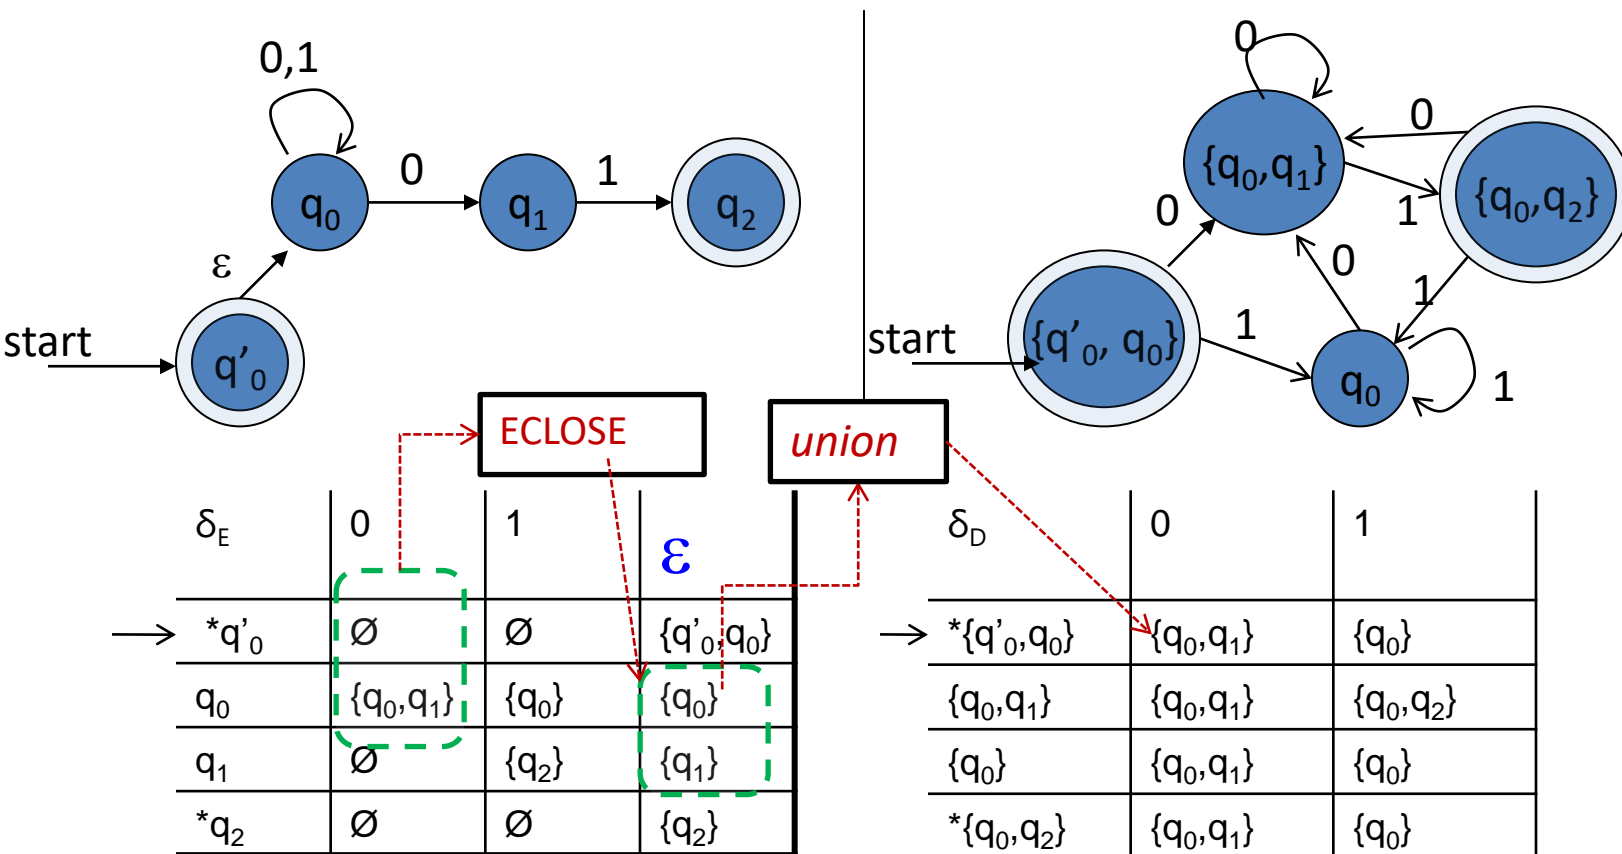 0,1
0
1
q0
q1
q2
ε
start
q’0
0
0
{q0,q1}
{q0,q2}
1
0
0
1
1
start
{q’0, q0}
q0
1
ECLOSE
union
δE 0 1 ε
*q’0 Ø Ø {q’0,q0}
q0 {q0,q1} {q0} {q0}
q1 Ø {q2} {q1}
*q2 Ø Ø {q2}
δD 0 1
*{q’0,q0} {q0,q1} {q0}
{q0,q1} {q0,q1} {q0,q2}
{q0} {q0,q1} {q0}
*{q0,q2} {q0,q1} {q0}